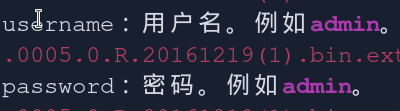 username：用户名。例如admin。
.0005.0.R.20161219(1).bin.ext
password：密码。例如admin。